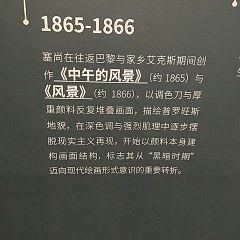 1865-1866
塞尚在往返巴黎与家乡艾克斯期间创
作《中午的风景》(约 1865) 与
《风景》(约 1866)，以调色刀与厚
重颜料反复堆叠画面，描绘普罗旺斯
地貌，在深色调与强烈肌理中逐步摆
脱现实主义再现，开始以颜料本身建
构画面结构，标志其从“黑暗时期”
迈向现代绘画形式意识的重要转折。